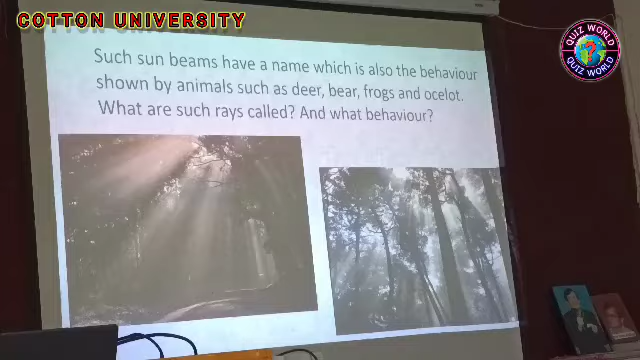 COTTON UNIVERSITY
QUIZ WORLD
QUIZ WORLD
Such sun beams have a name which is also the behaviour
shown by animals such as deer, bear, frogs and ocelot.
What are such rays called? And what behaviour?